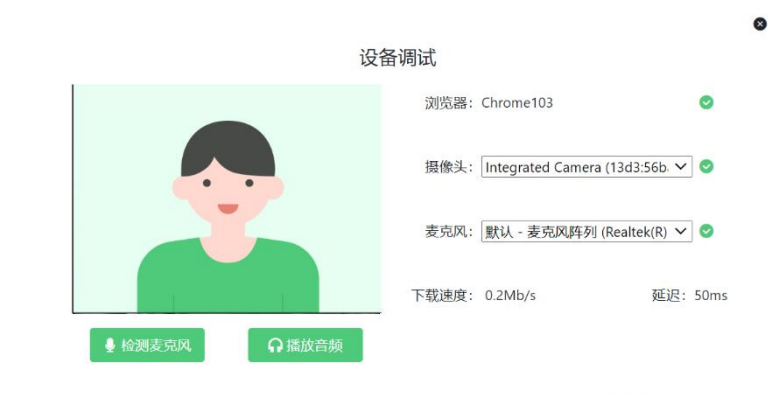 设备调试
浏览器：Chrome103
摄像头：Integrated Camera (13d3:56b
麦克风：默认 - 麦克风阵列 (Realtek(R)
下载速度：0.2Mb/s 延迟：50ms
检测麦克风 播放音频